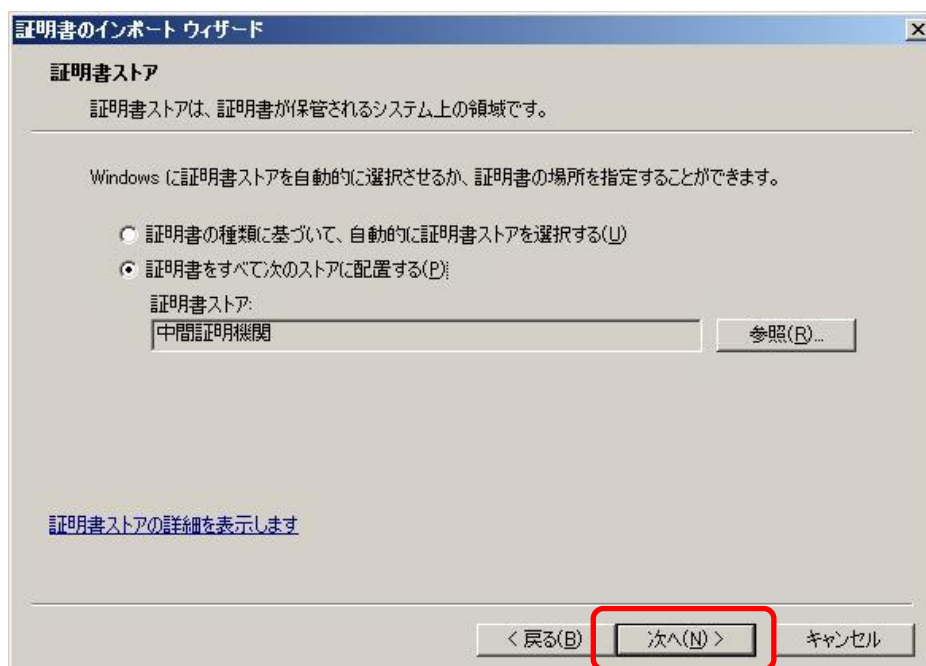 証明書のインポート ウィザード
証明書ストア
証明書ストアは、証明書が保管されるシステム上の領域です。
Windows に証明書ストアを自動的に選択させるか、証明書の場所を指定することができます。
証明書の種類に基づいて、自動的に証明書ストアを選択する(U)
証明書をすべて次のストアに配置する(P)
証明書ストア:
中間証明機関
参照(R)...
証明書ストアの詳細を表示します
< 戻る(B)
次へ(N) >
キャンセル